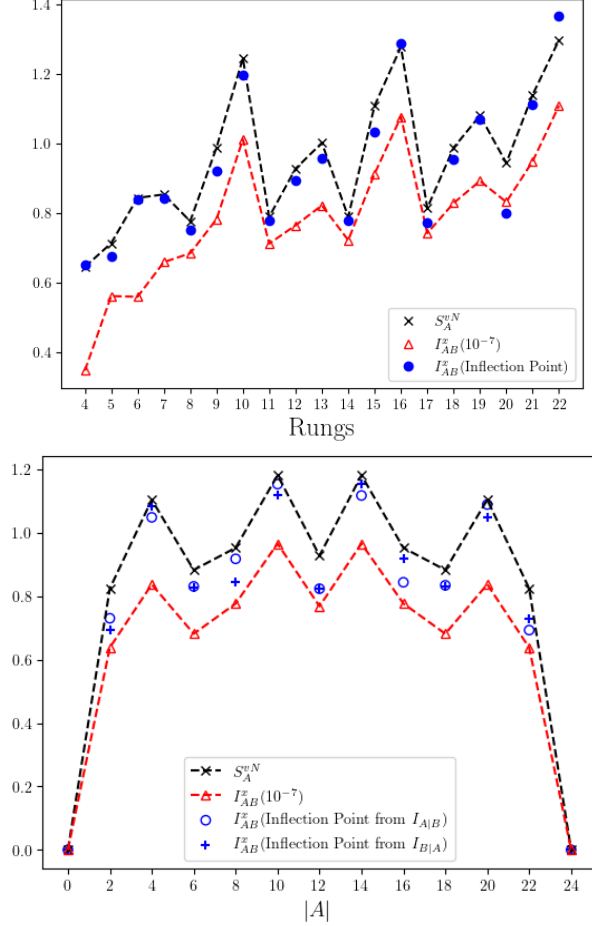 1.4
1.2
1.0
0.8
0.6
0.4
S_A^{vN}
I_{AB}^x(10^{-7})
I_{AB}^x(Inflection Point)
4 5 6 7 8 9 10 11 12 13 14 15 16 17 18 19 20 21 22
Rungs
1.2
1.0
0.8
0.6
0.4
0.2
0.0
S_A^{vN}
I_{AB}^x(10^{-7})
I_{AB}^x(Inflection Point from I_{A|B})
I_{AB}^x(Inflection Point from I_{B|A})
0 2 4 6 8 10 12 14 16 18 20 22 24
|A|